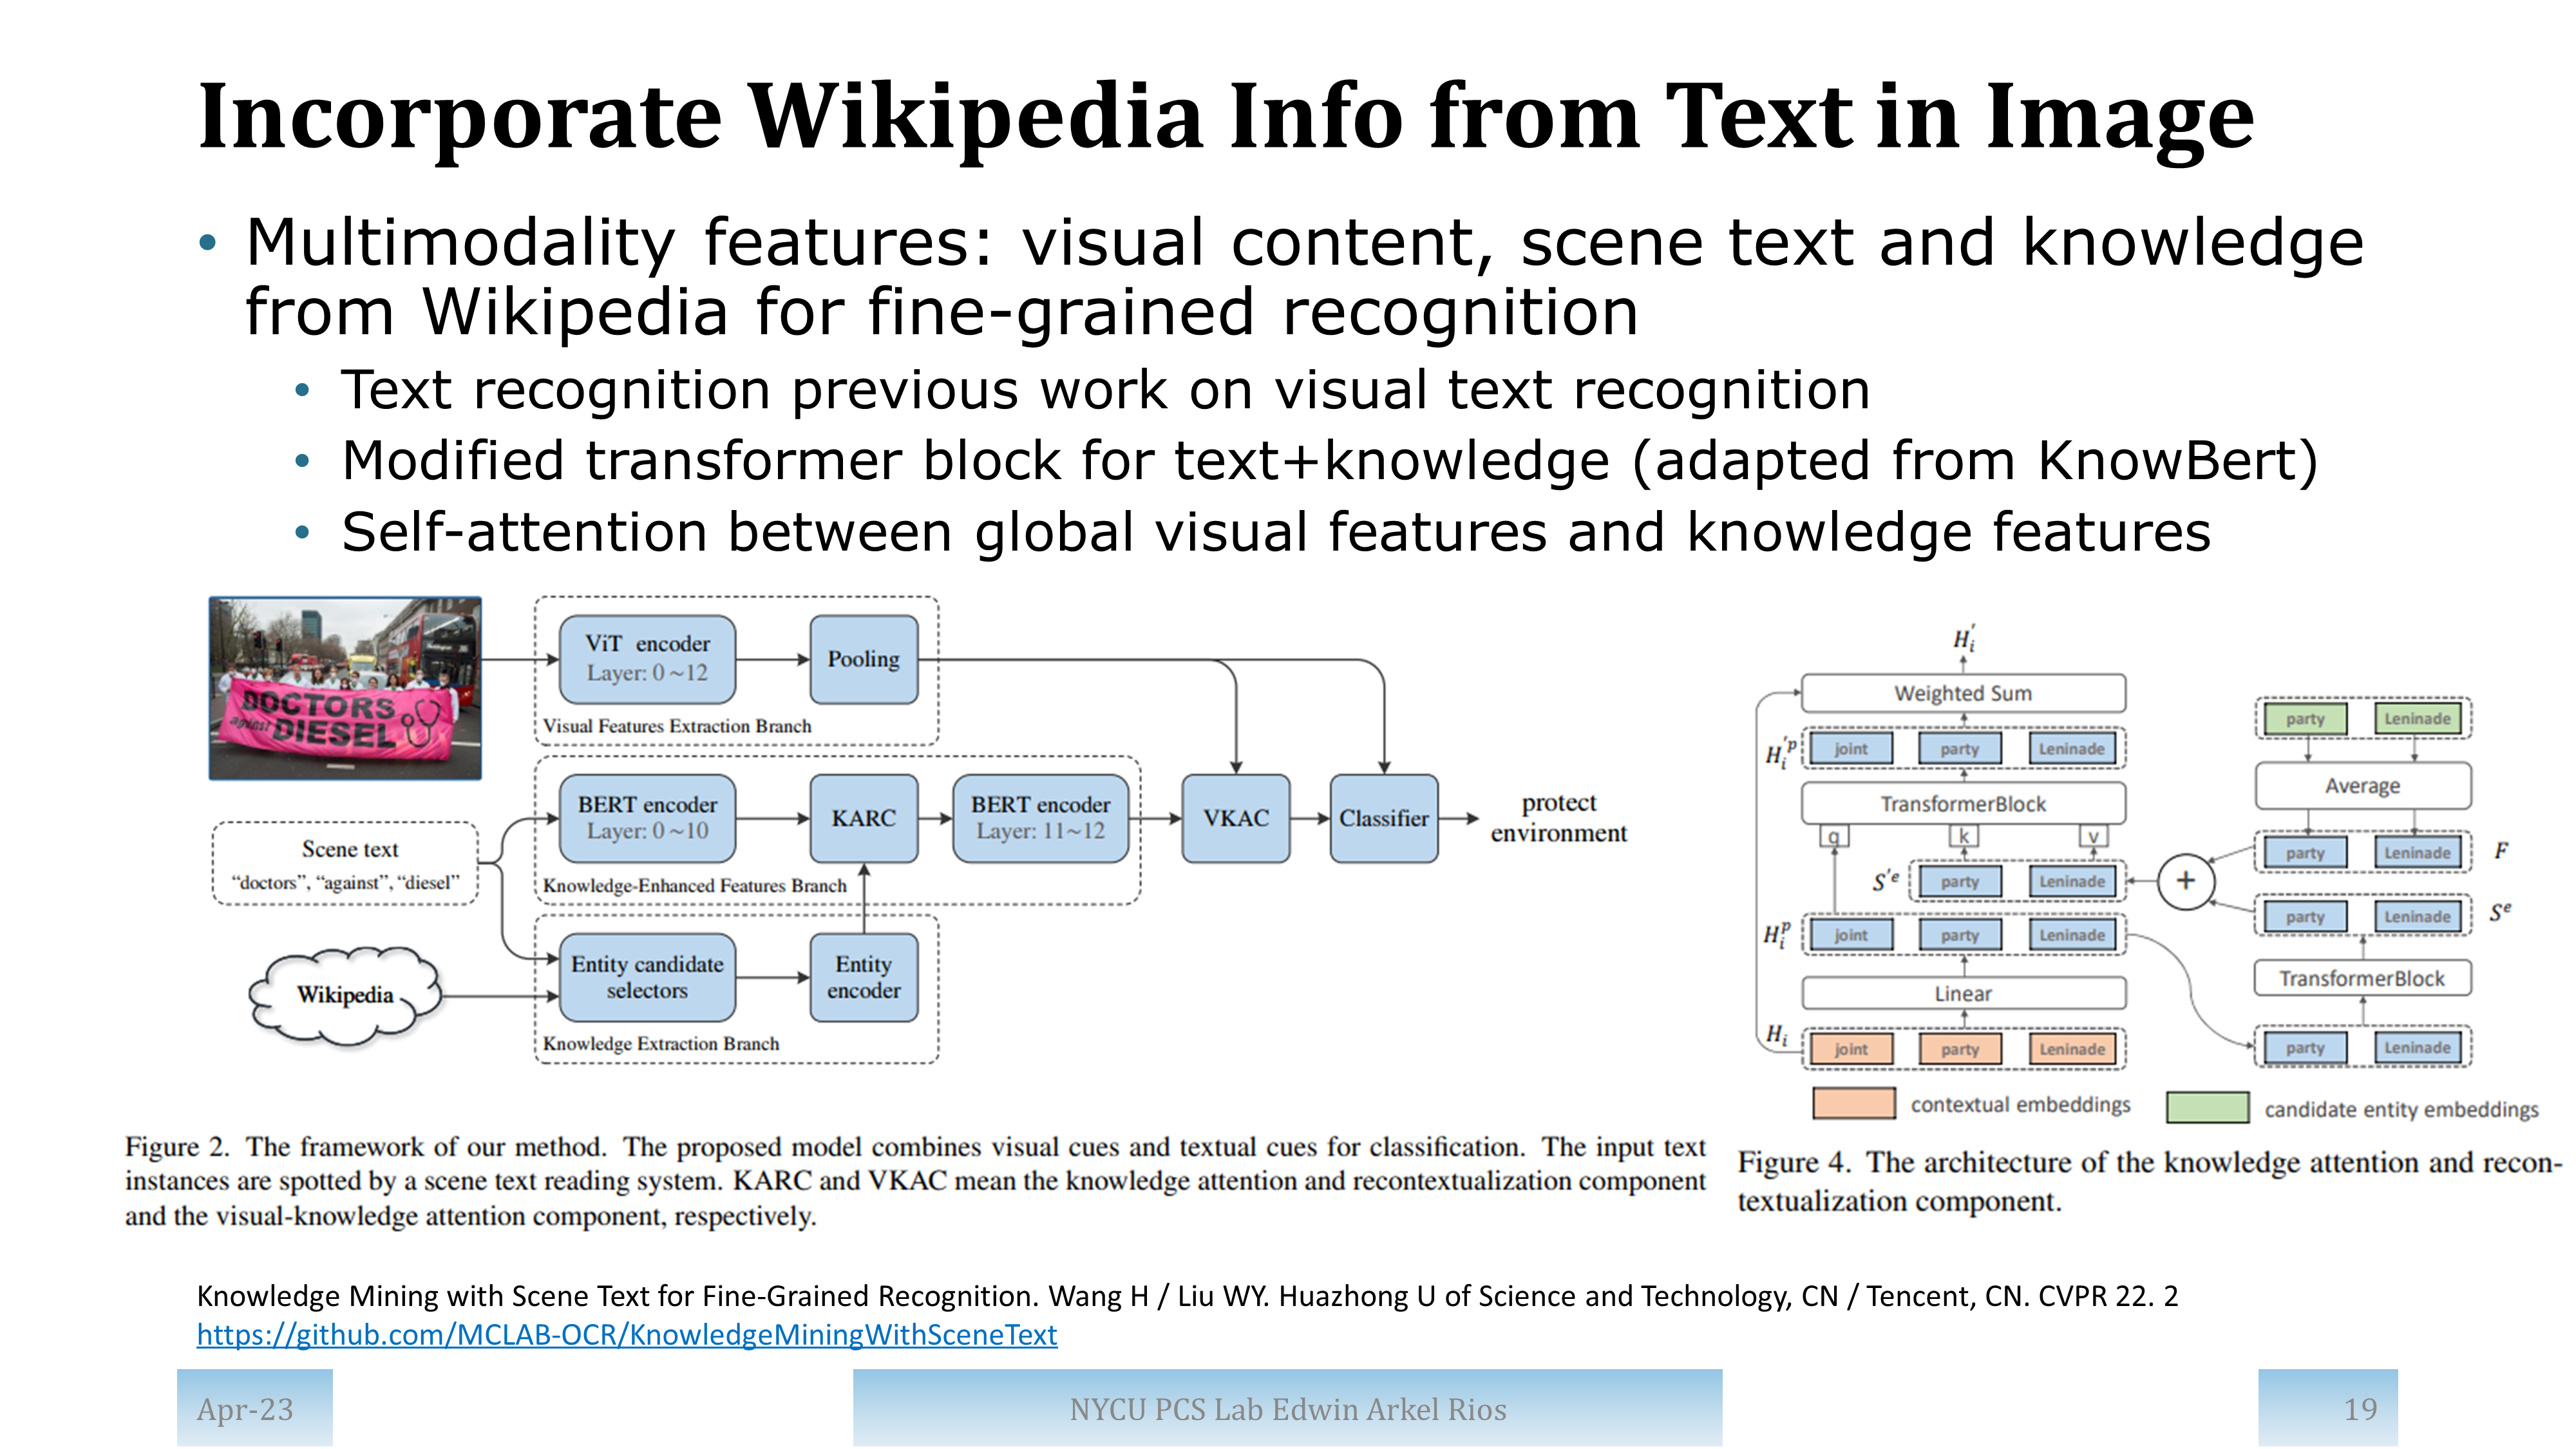 Incorporate Wikipedia Info from Text in Image
• Multimodality features: visual content, scene text and knowledge
from Wikipedia for fine-grained recognition
• Text recognition previous work on visual text recognition
• Modified transformer block for text+knowledge (adapted from KnowBert)
• Self-attention between global visual features and knowledge features
DOCTORS
against DIESEL
Scene text
“doctors”, “against”, “diesel”
Wikipedia
ViT encoder
Layer: 0~12
Pooling
Visual Features Extraction Branch
BERT encoder
Layer: 0~10
KARC
BERT encoder
Layer: 11~12
Knowledge-Enhanced Features Branch
Entity candidate
selectors
Entity
encoder
Knowledge Extraction Branch
VKAC
Classifier
protect
environment
H'i
Weighted Sum
H'pi joint party Leninade
TransformerBlock
q k v
S'e party Leninade
Hpi joint party Leninade
Linear
Hi joint party Leninade
party Leninade
Average
party Leninade F
+
party Leninade Se
TransformerBlock
party Leninade
contextual embeddings
candidate entity embeddings
Figure 2. The framework of our method. The proposed model combines visual cues and textual cues for classification. The input text
instances are spotted by a scene text reading system. KARC and VKAC mean the knowledge attention and recontextualization component
and the visual-knowledge attention component, respectively.
Figure 4. The architecture of the knowledge attention and recon-
textualization component.
Knowledge Mining with Scene Text for Fine-Grained Recognition. Wang H / Liu WY. Huazhong U of Science and Technology, CN / Tencent, CN. CVPR 22. 2
https://github.com/MCLAB-OCR/KnowledgeMiningWithSceneText
Apr-23
NYCU PCS Lab Edwin Arkel Rios
19